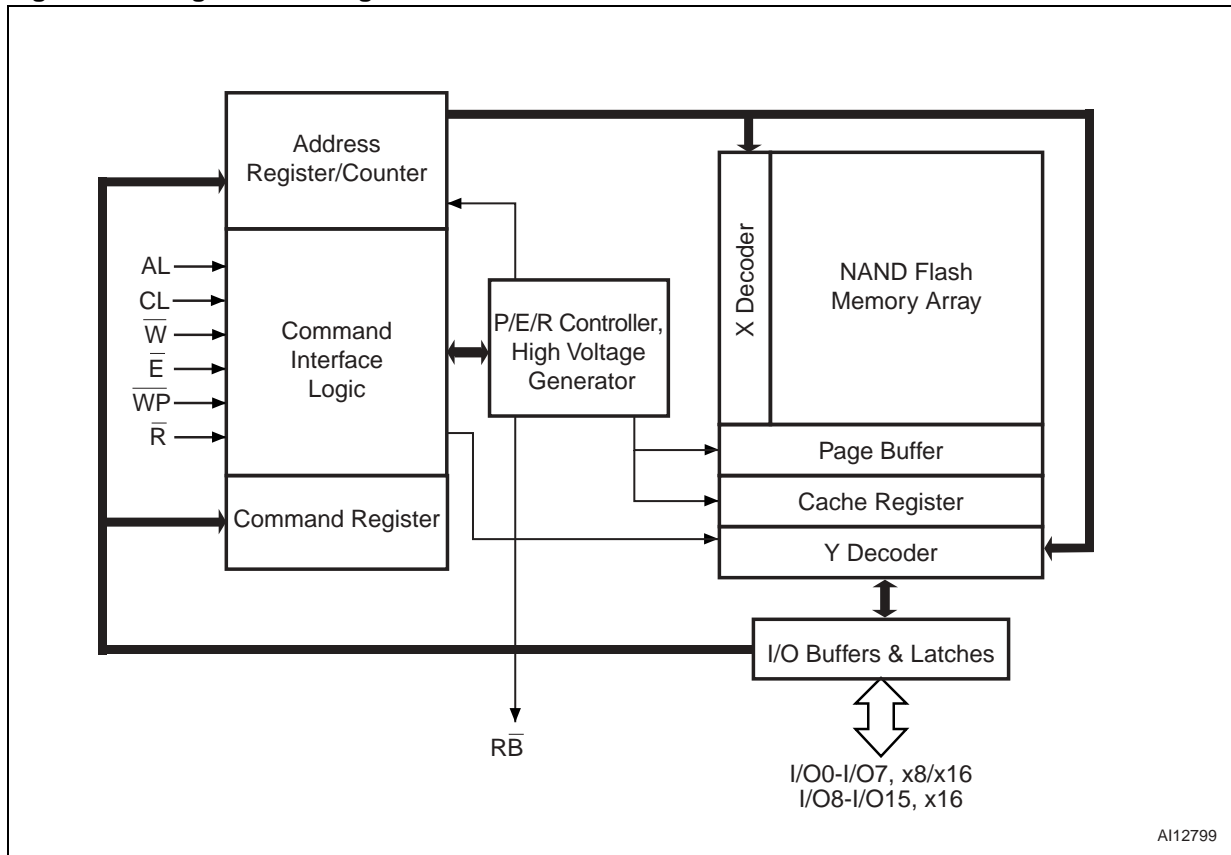 Address
Register/Counter
AL
CL
W̅
E̅
W̅P̅
R̅
Command
Interface
Logic
Command Register
P/E/R Controller,
High Voltage
Generator
RB̅
X Decoder
NAND Flash
Memory Array
Page Buffer
Cache Register
Y Decoder
I/O Buffers & Latches
I/O0-I/O7, x8/x16
I/O8-I/O15, x16
AI12799